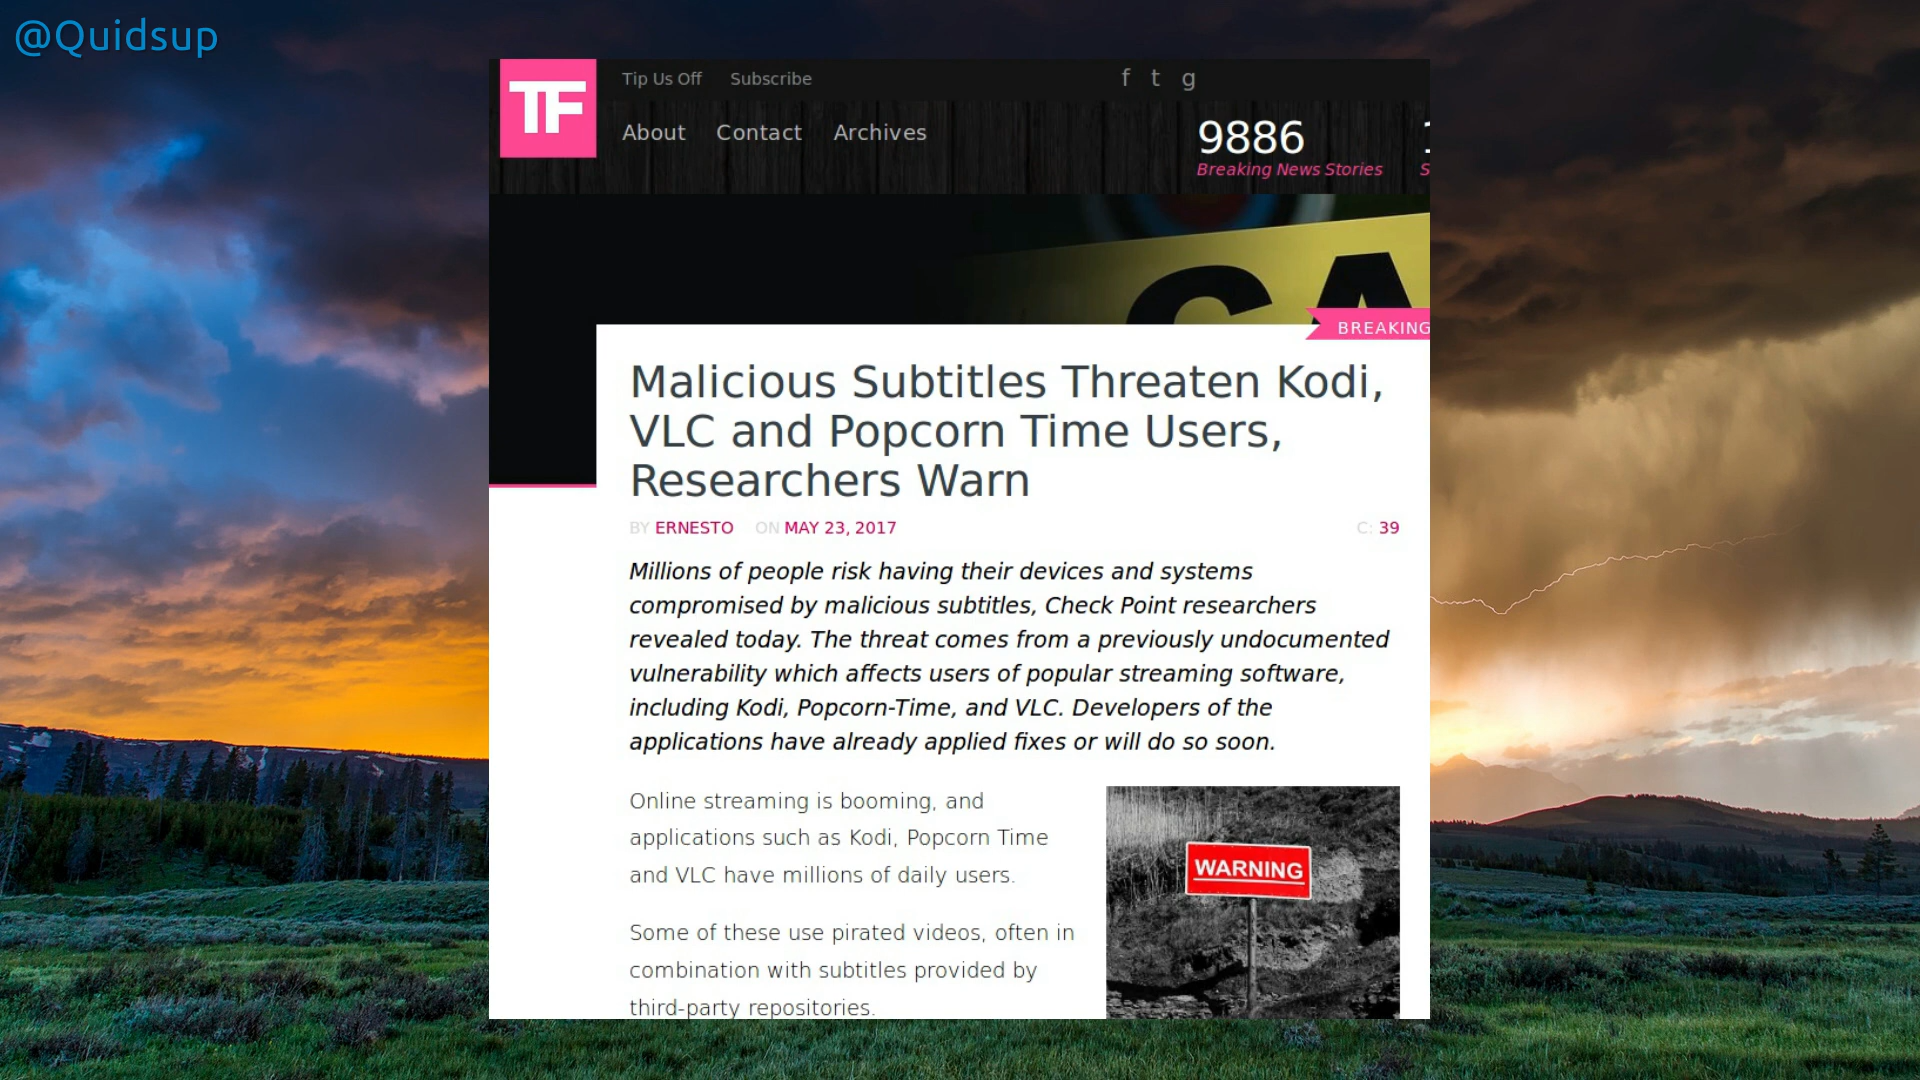 @Quidsup
TF
Tip Us Off Subscribe
f t g
About Contact Archives
9886
Breaking News Stories
CA
BREAKING
Malicious Subtitles Threaten Kodi,
VLC and Popcorn Time Users,
Researchers Warn
BY ERNESTO ON MAY 23, 2017 C: 39
Millions of people risk having their devices and systems
compromised by malicious subtitles, Check Point researchers
revealed today. The threat comes from a previously undocumented
vulnerability which affects users of popular streaming software,
including Kodi, Popcorn-Time, and VLC. Developers of the
applications have already applied fixes or will do so soon.
Online streaming is booming, and
applications such as Kodi, Popcorn Time
and VLC have millions of daily users.
Some of these use pirated videos, often in
combination with subtitles provided by
third-party repositories.
WARNING